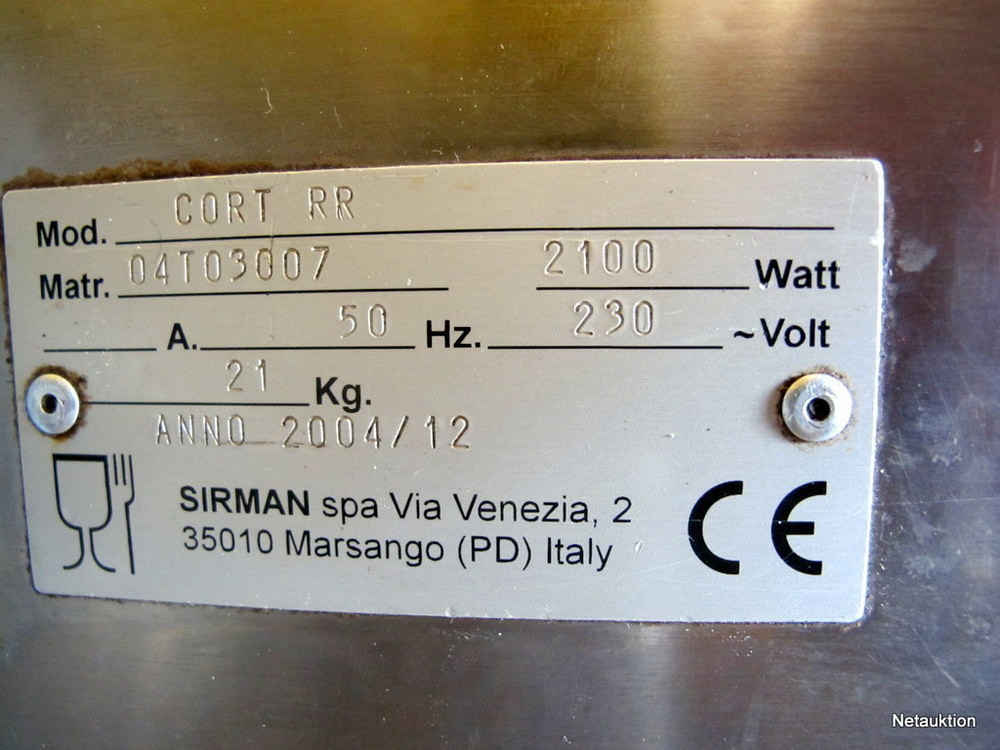 Mod. CORT RR
Matr. 04T03007 2100 Watt
A. 50 Hz. 230 ~Volt
21 Kg.
ANNO 2004/12
SIRMAN spa Via Venezia, 2
35010 Marsango (PD) Italy
CE
Netauktion